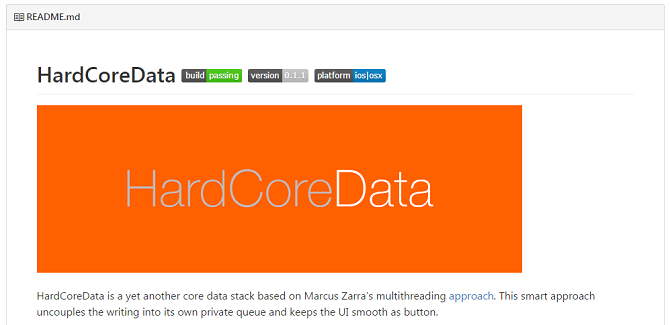 README.md
HardCoreData build passing version 0.1.1 platform ios|osx
HardCoreData
HardCoreData is a yet another core data stack based on Marcus Zarra's multithreading approach. This smart approach
uncouples the writing into its own private queue and keeps the UI smooth as button.